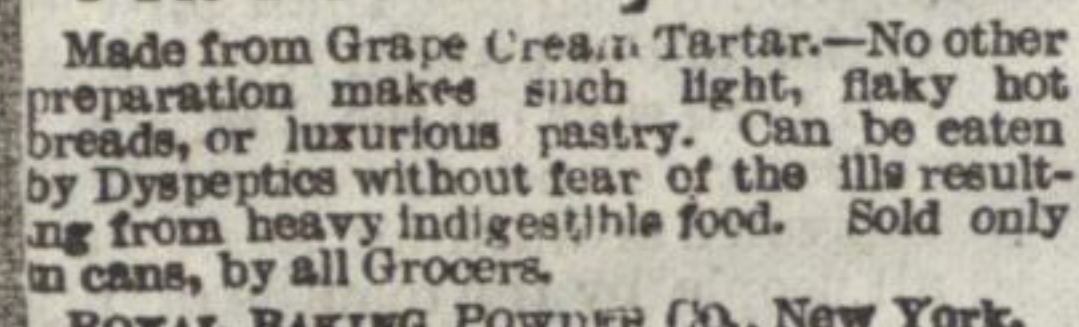 Made from Grape Cream Tartar.—No other
preparation makes such light, flaky hot
breads, or luxurious pastry. Can be eaten
by Dyspeptics without fear of the ills result-
ing from heavy indigestible food. Sold only
in cans, by all Grocers.
ROYAL BAKING POWDER CO., New York.